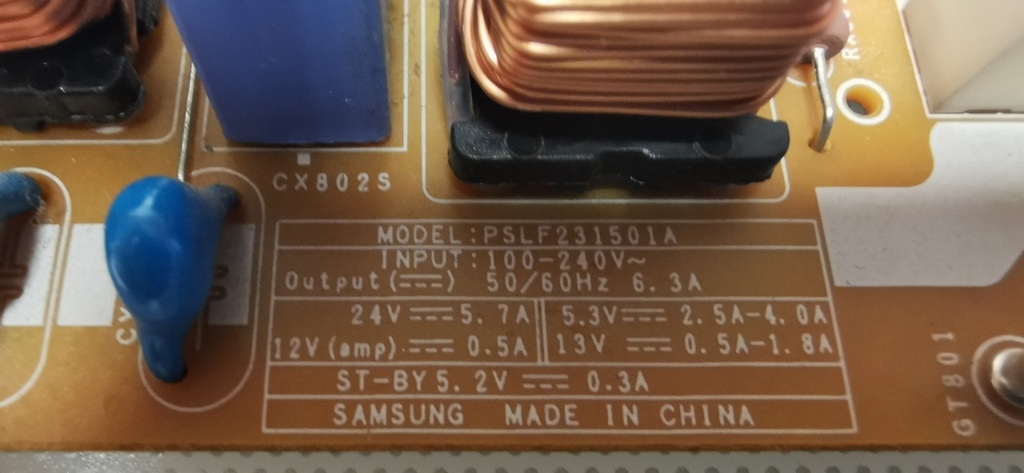 CX802S
MODEL:PSLF231501A
INPUT:100-240V~
Output(⎓) 50/60Hz 6.3A
24V ⎓ 5.7A
5.3V ⎓ 2.5A-4.0A
12V(amp) ⎓ 0.5A
13V ⎓ 0.5A-1.8A
ST-BY5.2V ⎓ 0.3A
SAMSUNG MADE IN CHINA
GT801